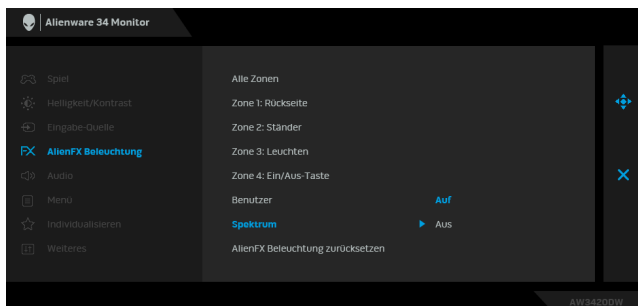 Alienware 34 Monitor
Spiel
Helligkeit/Kontrast
Eingabe-Quelle
AlienFX Beleuchtung
Audio
Menü
Individualisieren
Weiteres
Alle Zonen
Zone 1: Rückseite
Zone 2: Ständer
Zone 3: Leuchten
Zone 4: Ein/Aus-Taste
Benutzer Auf
Spektrum Aus
AlienFX Beleuchtung zurücksetzen
AW3420DW